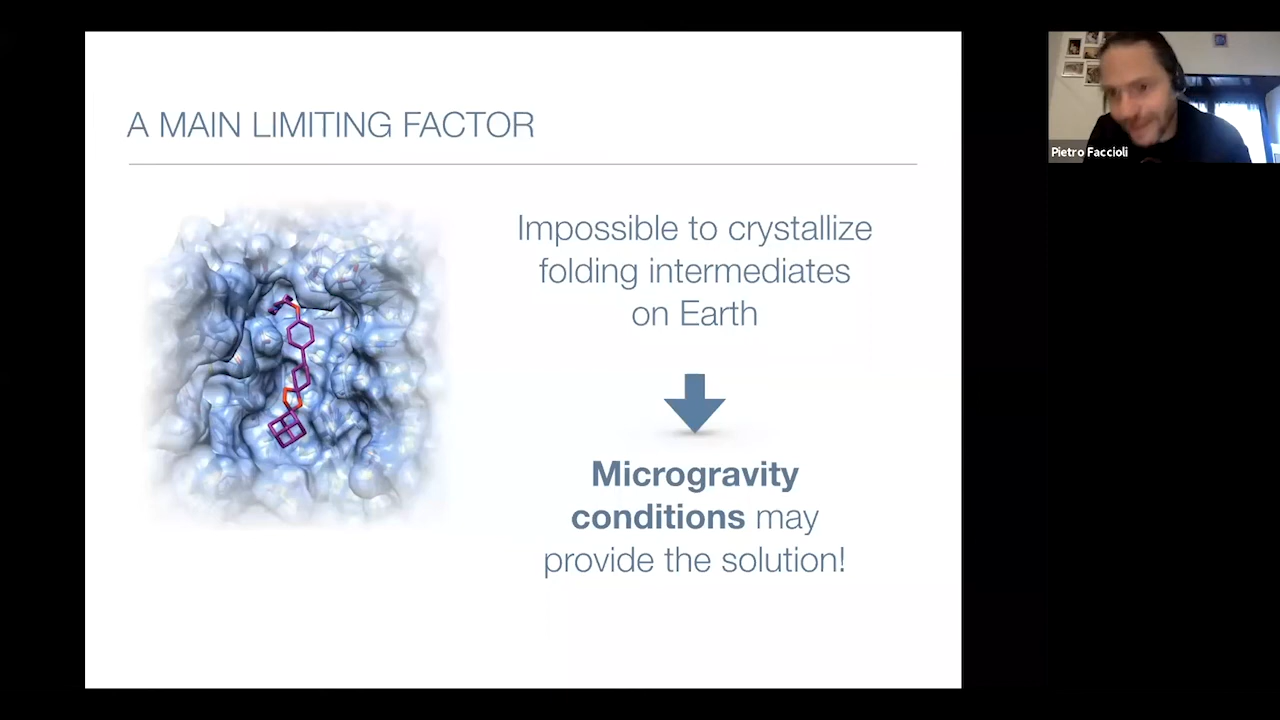 A MAIN LIMITING FACTOR
Impossible to crystallize
folding intermediates
on Earth
Microgravity
conditions may
provide the solution!
Pietro Faccioli